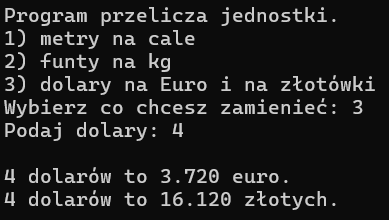 Program przelicza jednostki.
1) metry na cale
2) funty na kg
3) dolary na Euro i na złotówki
Wybierz co chcesz zamienieć: 3
Podaj dolary: 4
4 dolarów to 3.720 euro.
4 dolarów to 16.120 złotych.